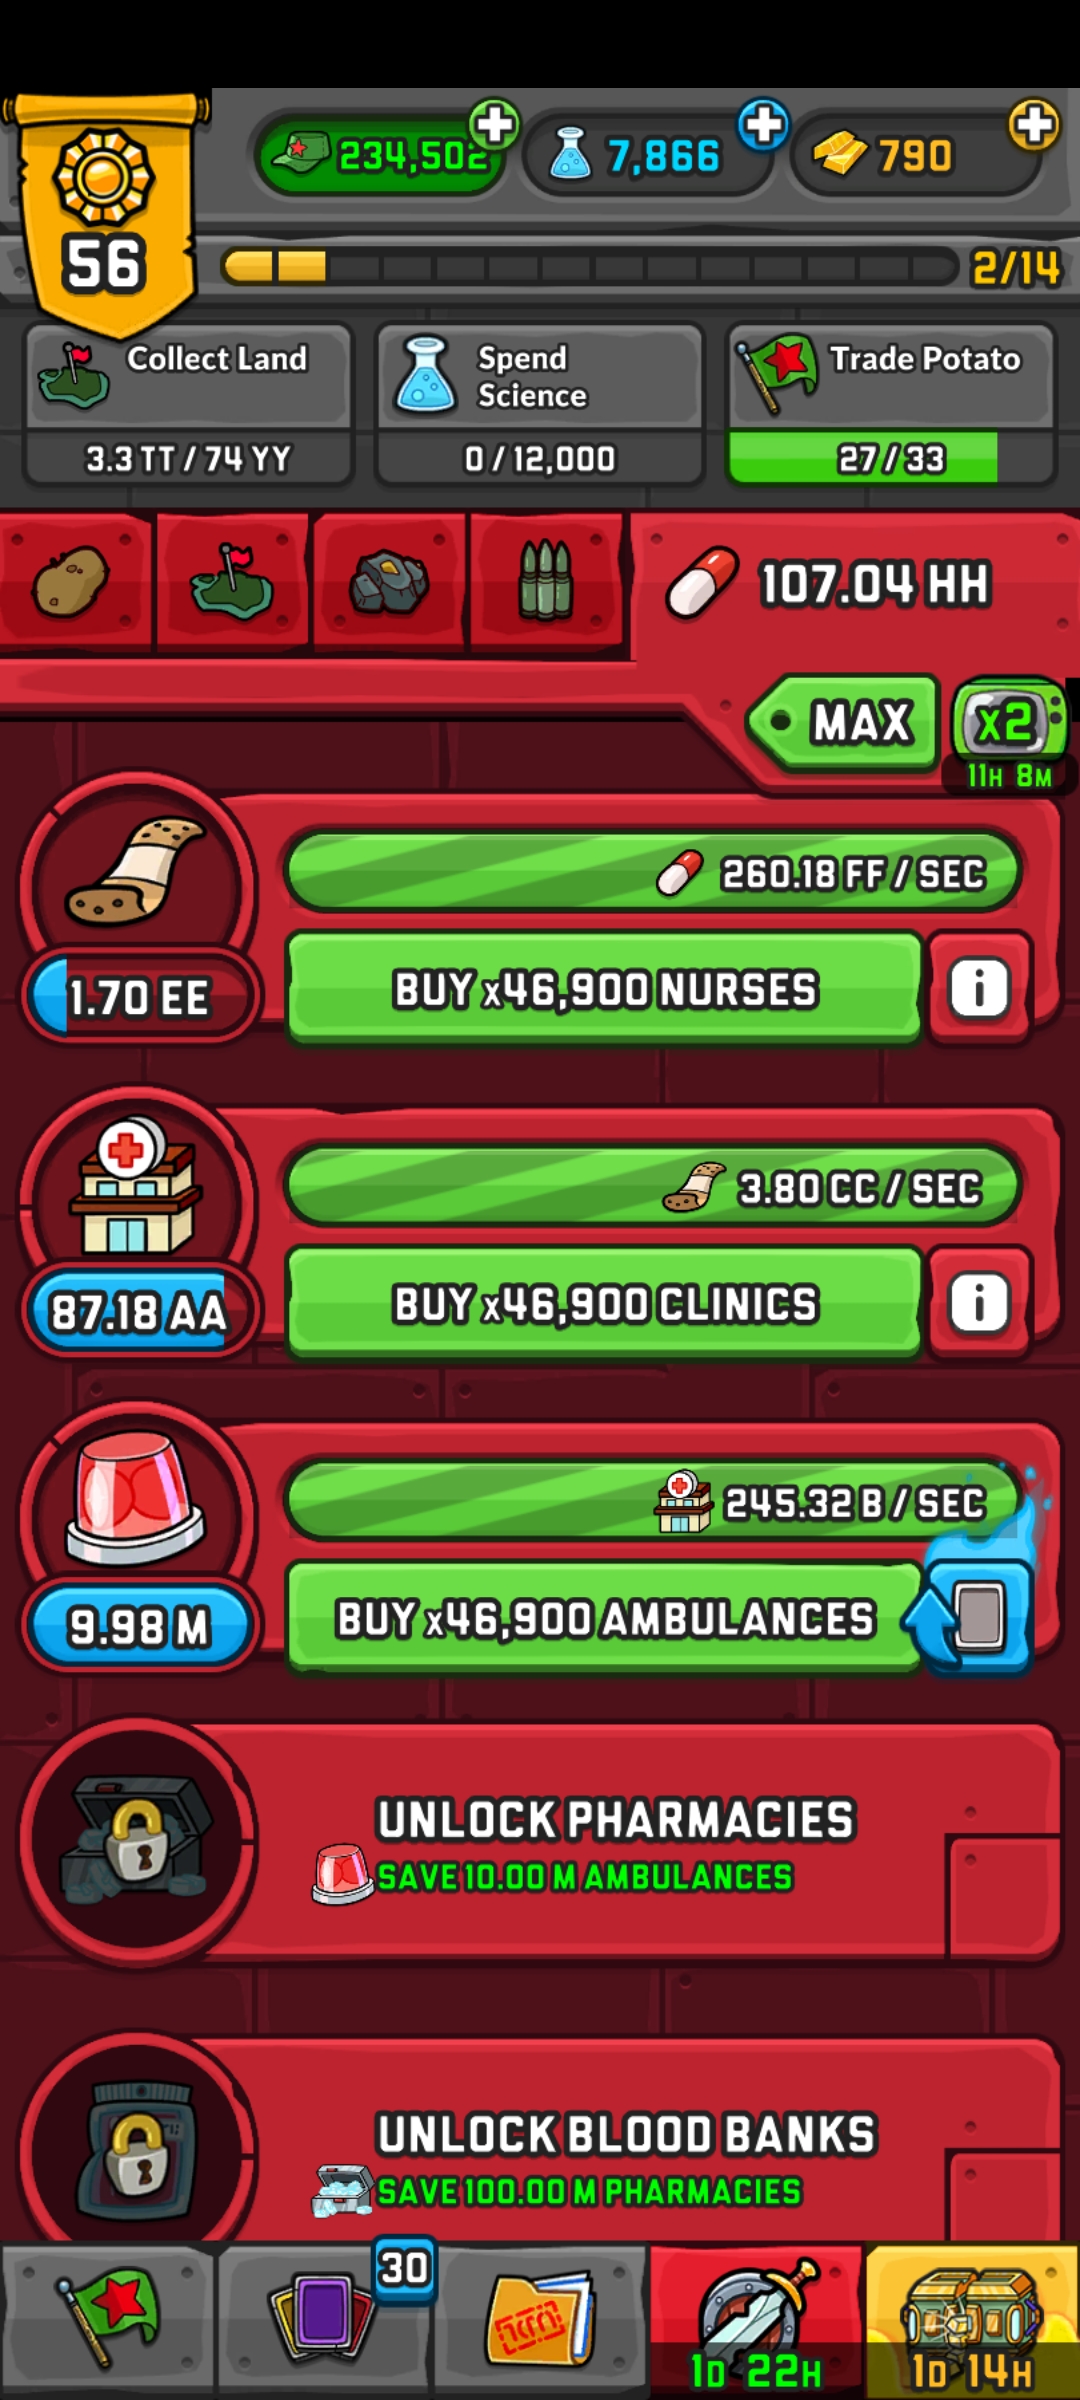 234,502
7,866
790
56
2/14
Collect Land
Spend
Science
Trade Potato
3.3 TT / 74 YY
0 / 12,000
27 / 33
107.04 HH
MAX
x2
11H 8M
260.18 FF / SEC
1.70 EE
BUY x46,900 NURSES
i
3.80 CC / SEC
87.18 AA
BUY x46,900 CLINICS
i
245.32 B / SEC
9.98 M
BUY x46,900 AMBULANCES
UNLOCK PHARMACIES
SAVE 10.00 M AMBULANCES
UNLOCK BLOOD BANKS
SAVE 100.00 M PHARMACIES
30
1D 22H
1D 14H